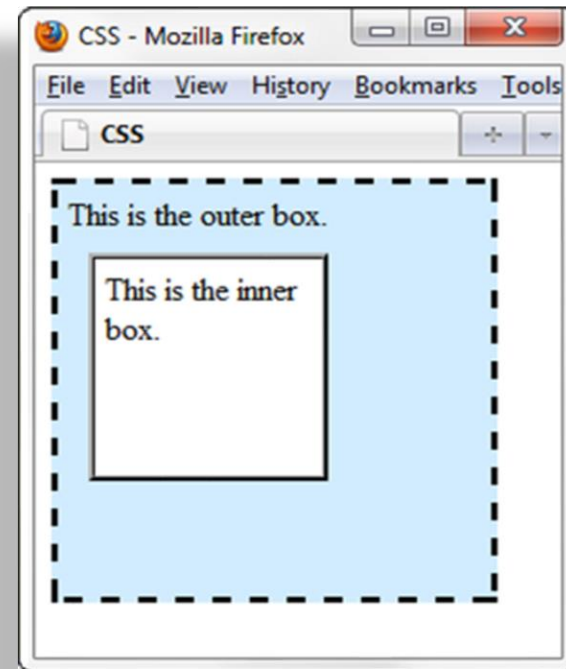 CSS - Mozilla Firefox
File Edit View History Bookmarks Tools
CSS
This is the outer box.
This is the inner
box.